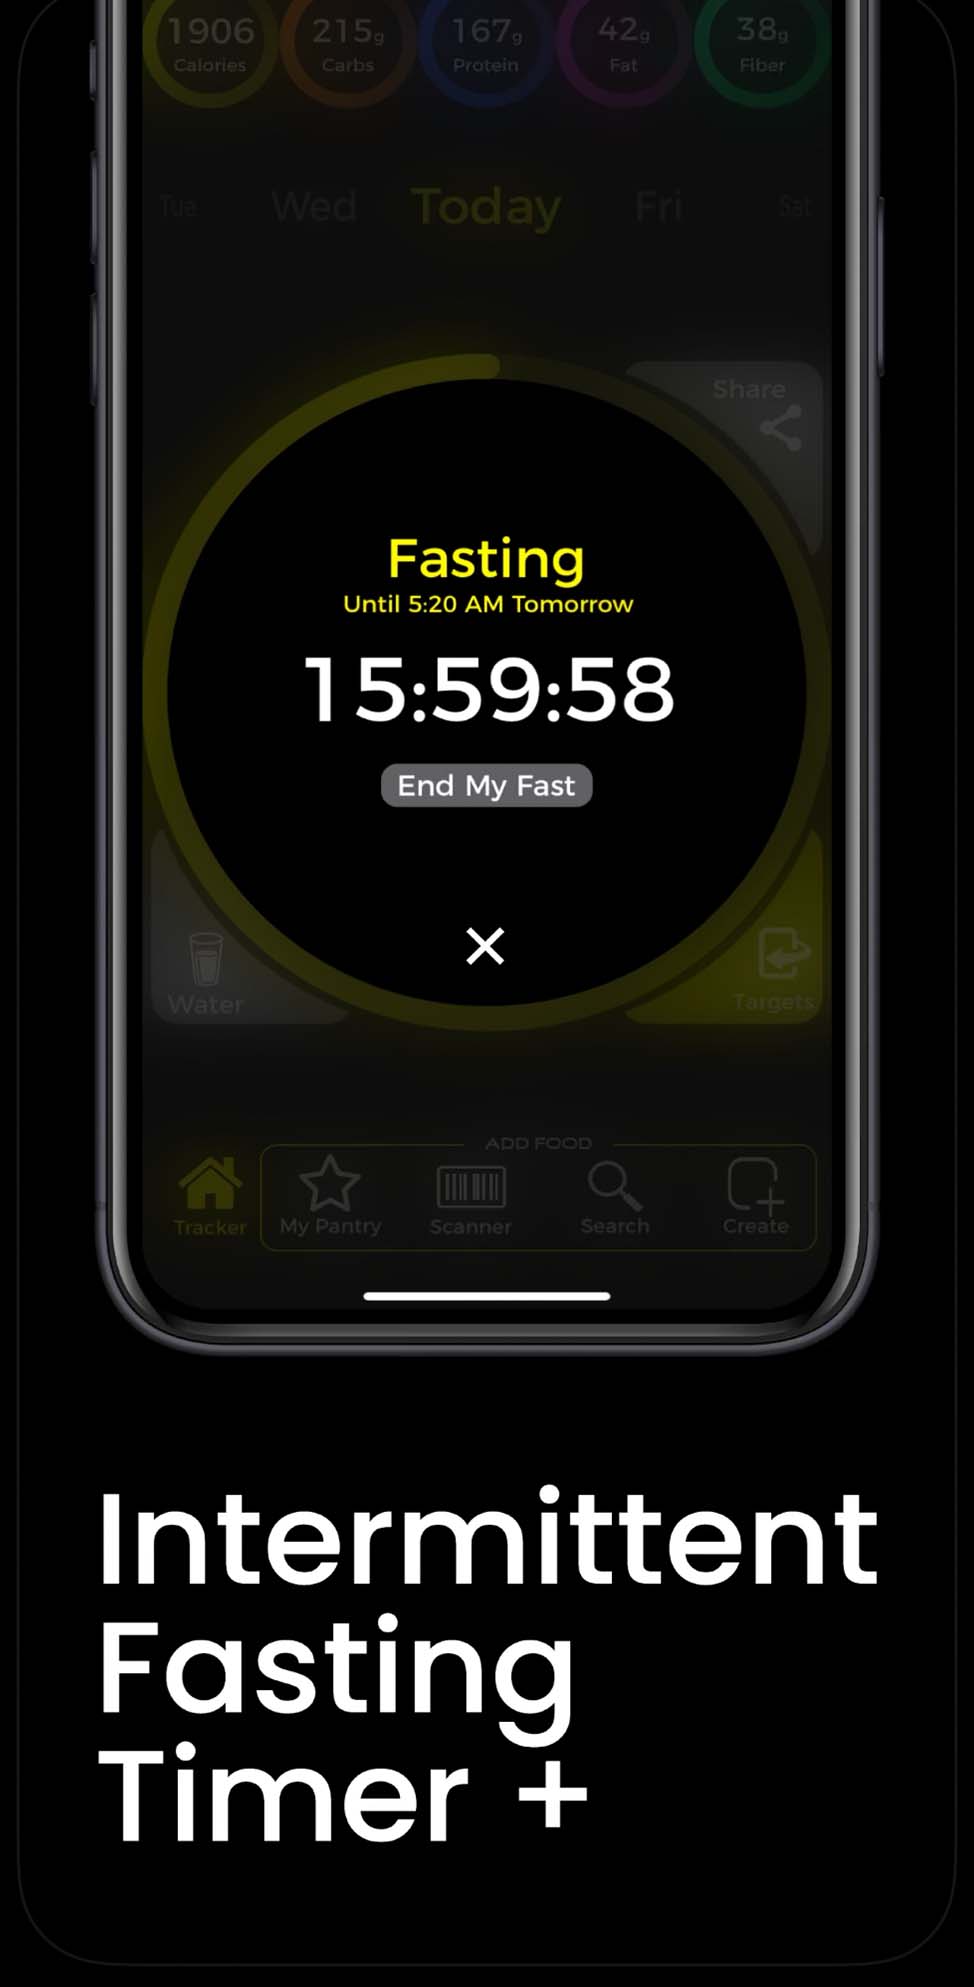 1906 215g 167g 42g 38g
Calories Carbs Protein Fat Fiber
Tue Wed Today Fri Sat
Share
Fasting
Until 5:20 AM Tomorrow
15:59:58
End My Fast
Water Targets
ADD FOOD
Tracker My Pantry Scanner Search Create
Intermittent
Fasting
Timer +